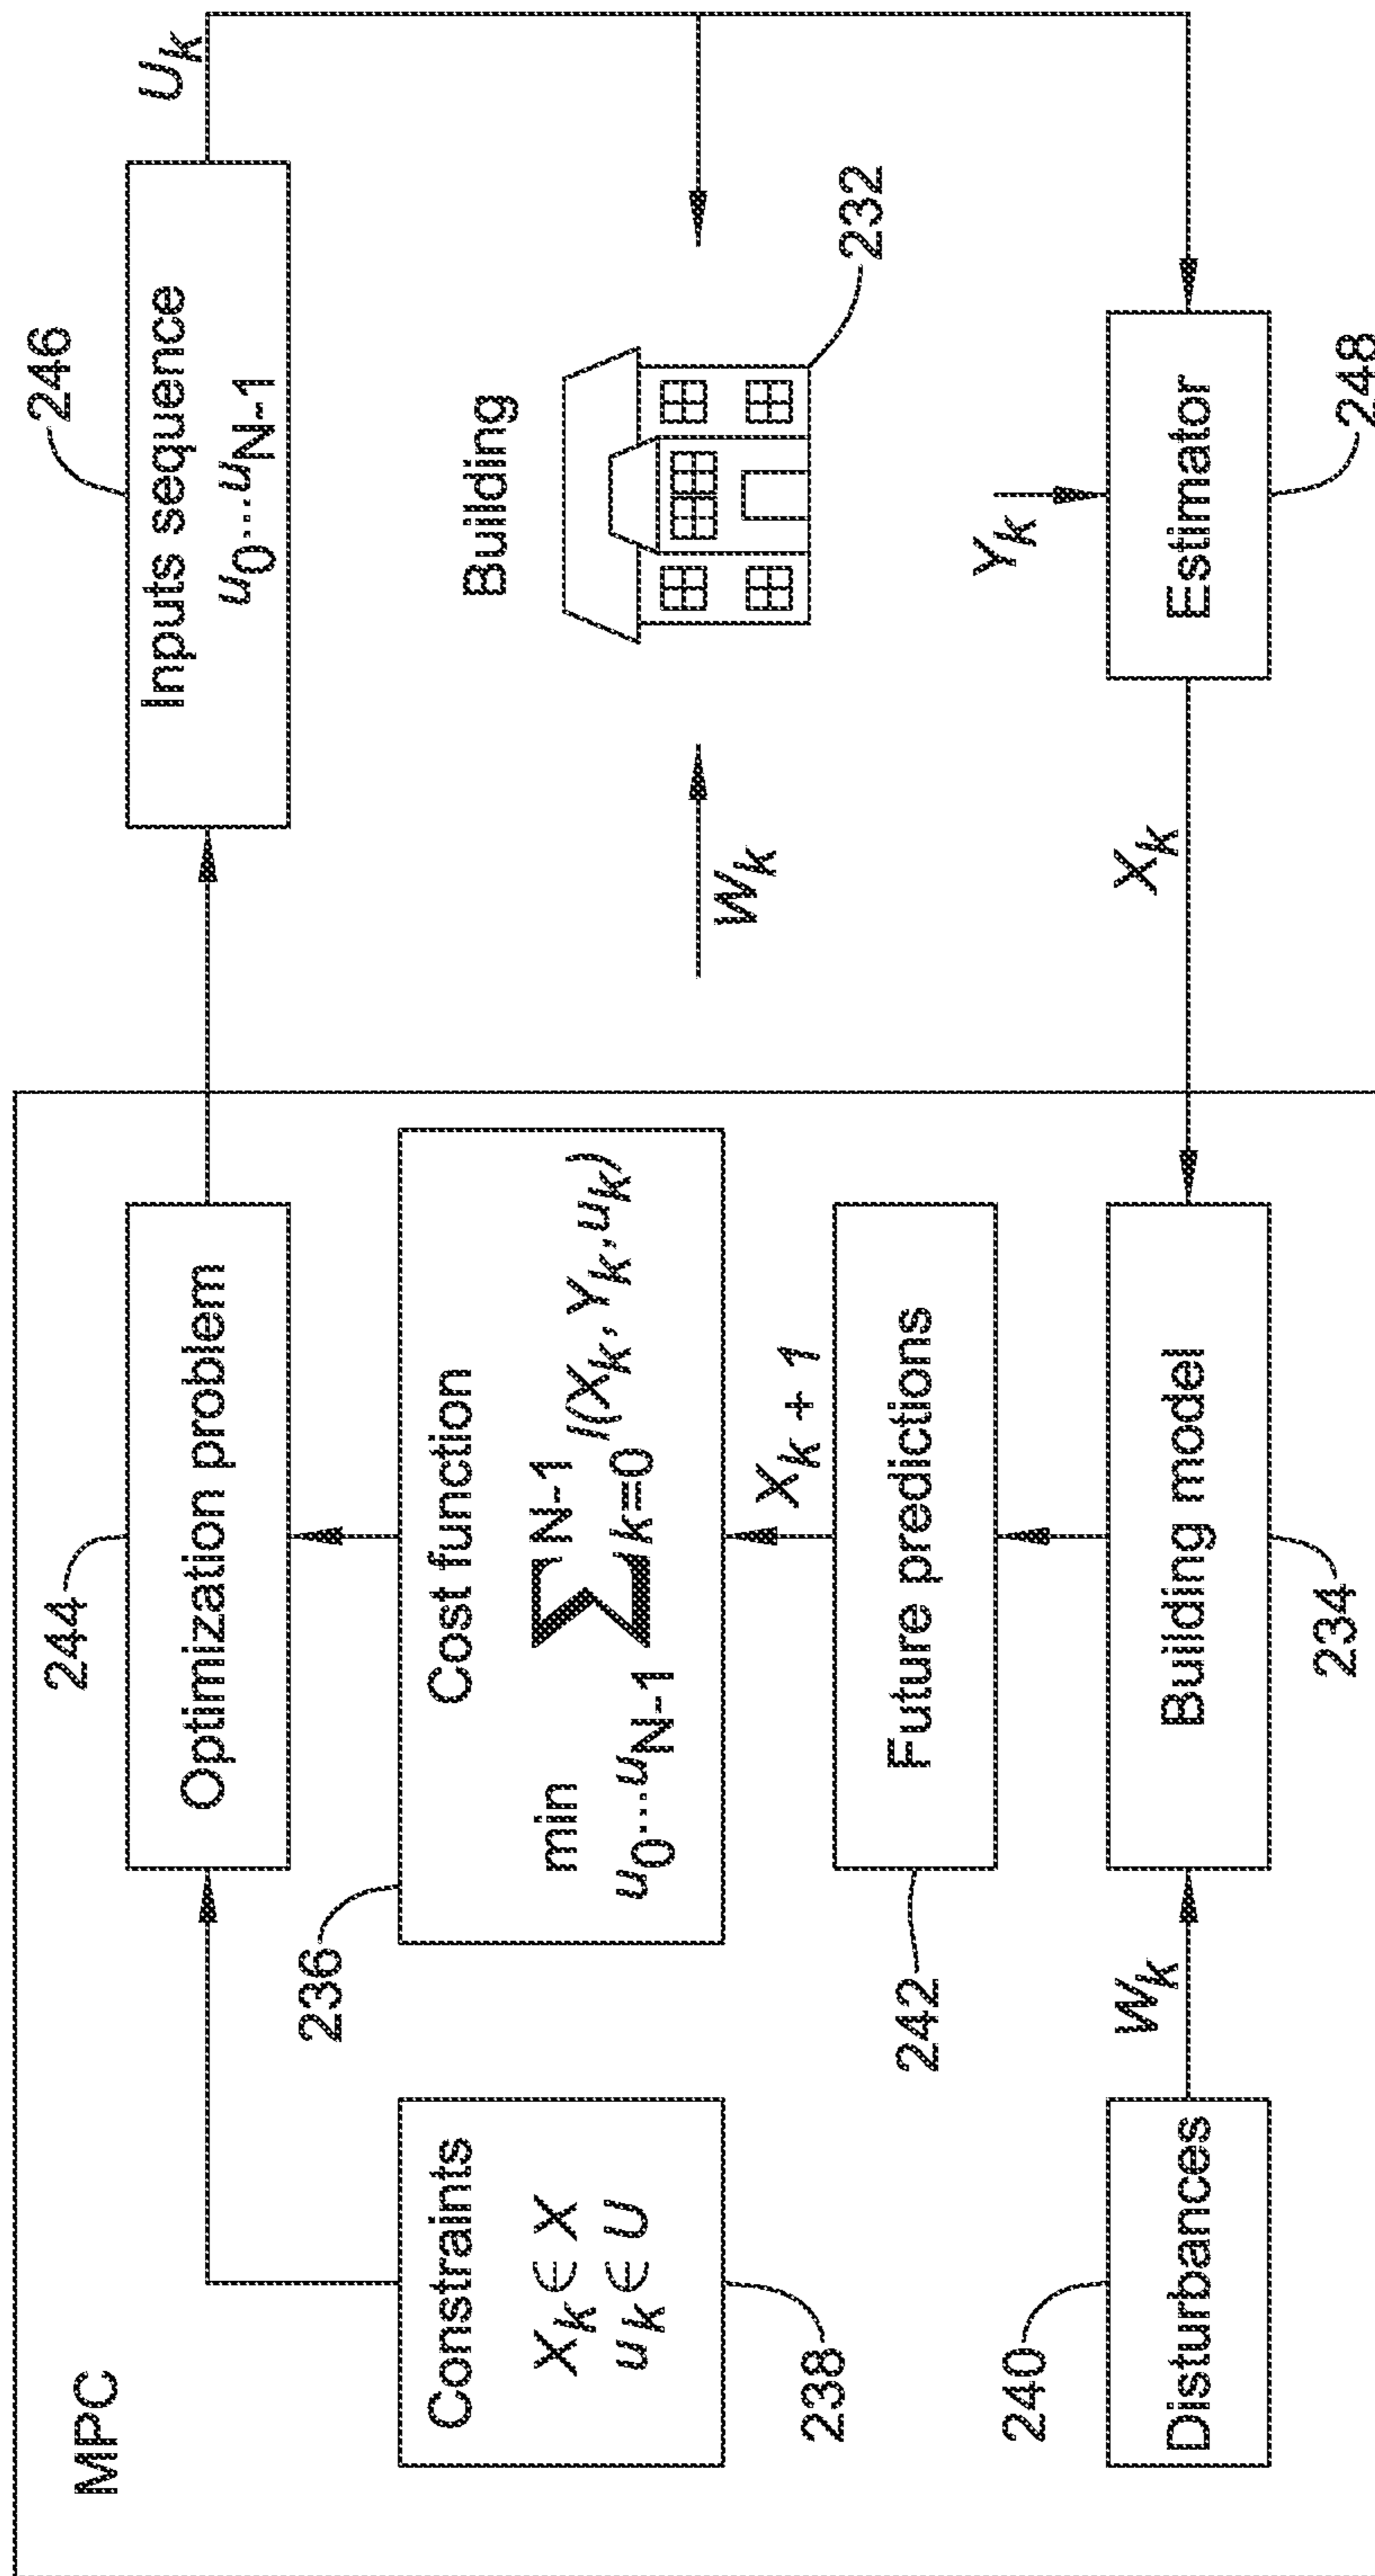 MPC
244
Optimization problem
246
Inputs sequence
u0...uN-1
Uk
Constraints
Xk ∈ X
uk ∈ U
238
236
Cost function
min
u0...uN-1
∑
N-1
k=0
l(Xk, Yk, uk)
Xk + 1
Future predictions
242
Wk
Building
232
240
Disturbances
Wk
Building model
234
Xk
Yk
Estimator
248